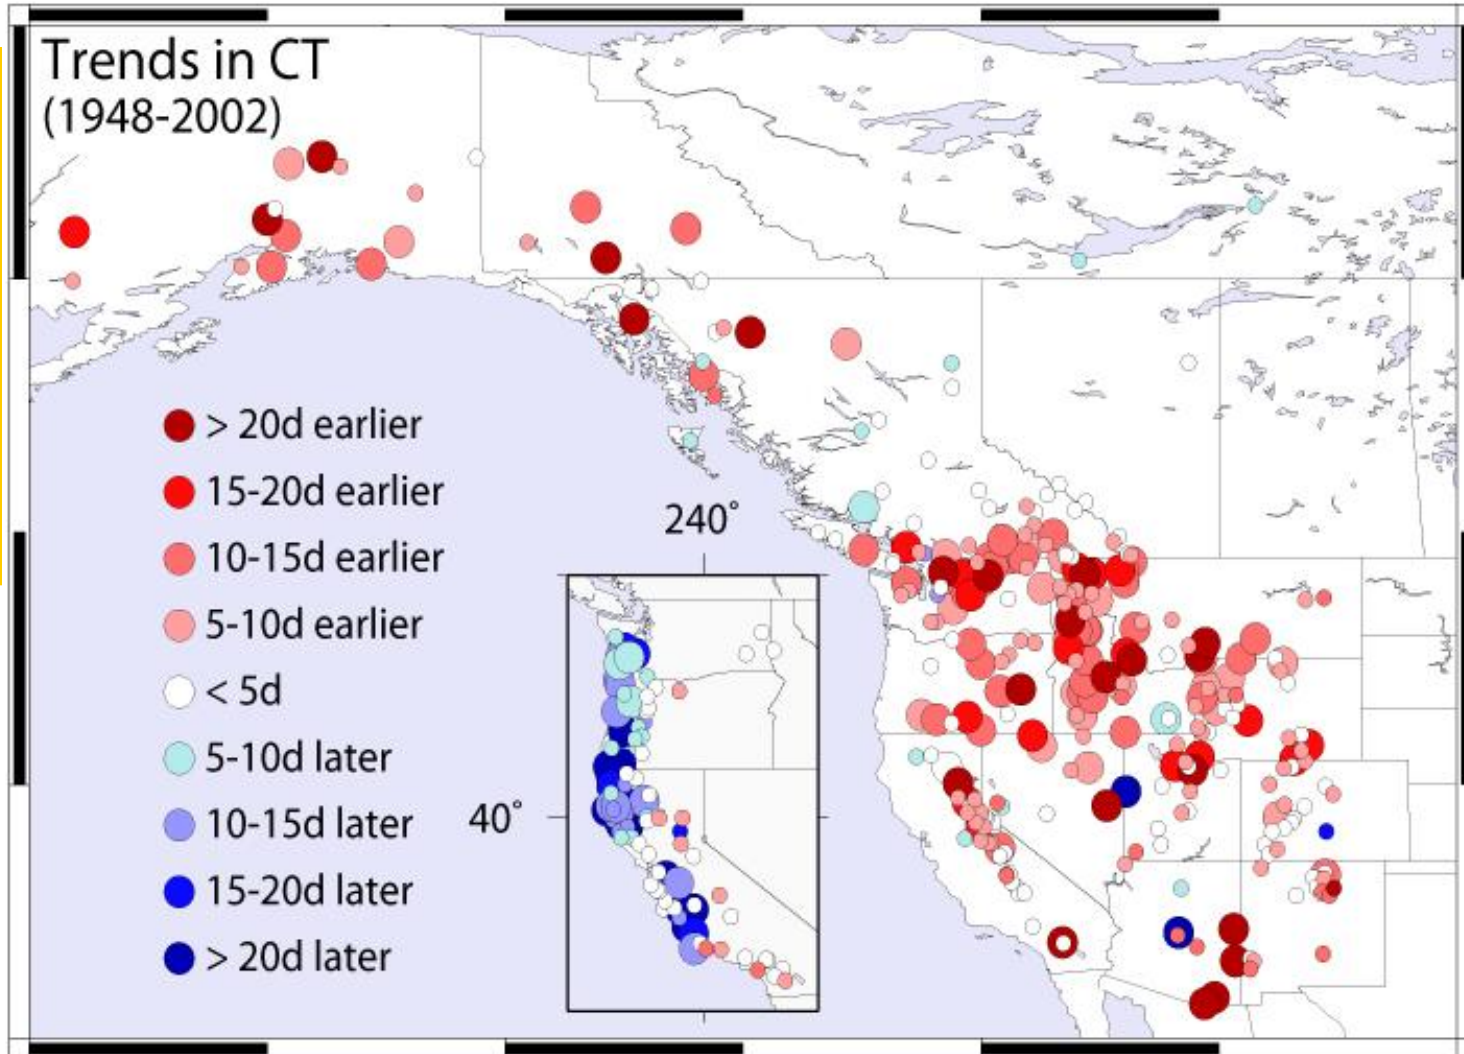 Trends in CT
(1948-2002)
> 20d earlier
15-20d earlier
10-15d earlier
5-10d earlier
< 5d
5-10d later
10-15d later
15-20d later
> 20d later
240°
40°